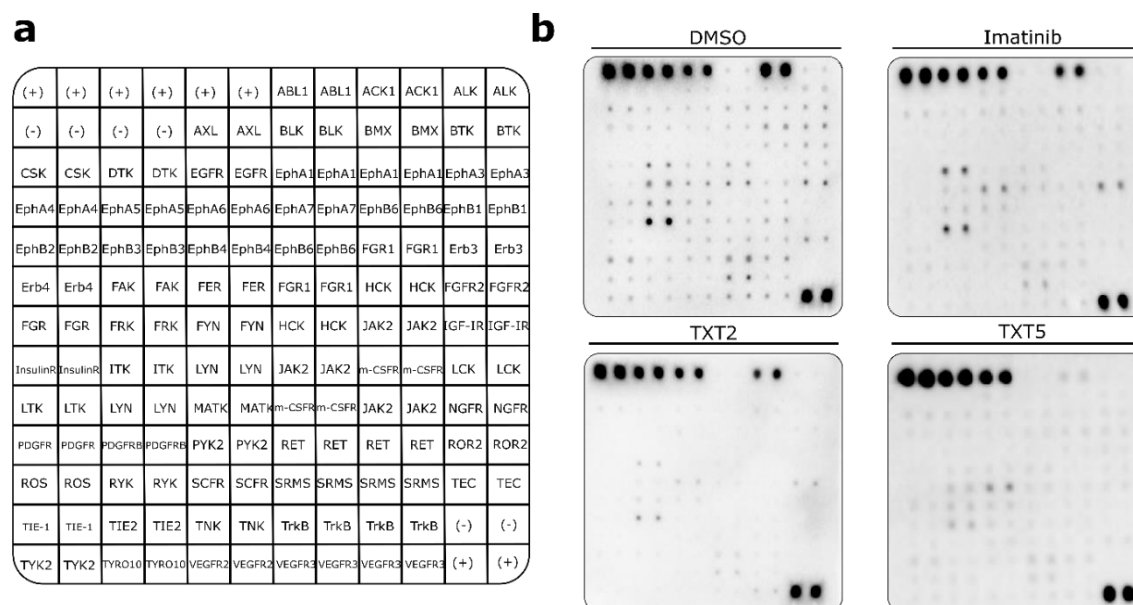 a
(+) (+) (+) (+) (+) (+) ABL1 ABL1 ACK1 ACK1 ALK ALK
(-) (-) (-) (-) AXL AXL BLK BLK BMX BMX BTK BTK
CSK CSK DTK DTK EGFR EGFR EphA1 EphA1 EphA1 EphA1 EphA3 EphA3
EphA4 EphA4 EphA5 EphA5 EphA6 EphA6 EphA7 EphA7 EphB6 EphB6 EphB1 EphB1
EphB2 EphB2 EphB3 EphB3 EphB4 EphB4 EphB6 EphB6 FGR1 FGR1 Erb3 Erb3
Erb4 Erb4 FAK FAK FER FER FGR1 FGR1 HCK HCK FGFR2 FGFR2
FGR FGR FRK FRK FYN FYN HCK HCK JAK2 JAK2 IGF-IR IGF-IR
InsulinR InsulinR ITK ITK LYN LYN JAK2 JAK2 m-CSFR m-CSFR LCK LCK
LTK LTK LYN LYN MATK MATK m-CSFR m-CSFR JAK2 JAK2 NGFR NGFR
PDGFR PDGFR PDGFRB PDGFRB PYK2 PYK2 RET RET RET RET ROR2 ROR2
ROS ROS RYK RYK SCFR SCFR SRMS SRMS SRMS SRMS TEC TEC
TIE-1 TIE-1 TIE2 TIE2 TNK TNK TrkB TrkB TrkB TrkB (-) (-)
TYK2 TYK2 TYRO10 TYRO10 VEGFR2 VEGFR2 VEGFR3 VEGFR3 VEGFR3 VEGFR3 (+) (+)
b
DMSO
Imatinib
TXT2
TXT5